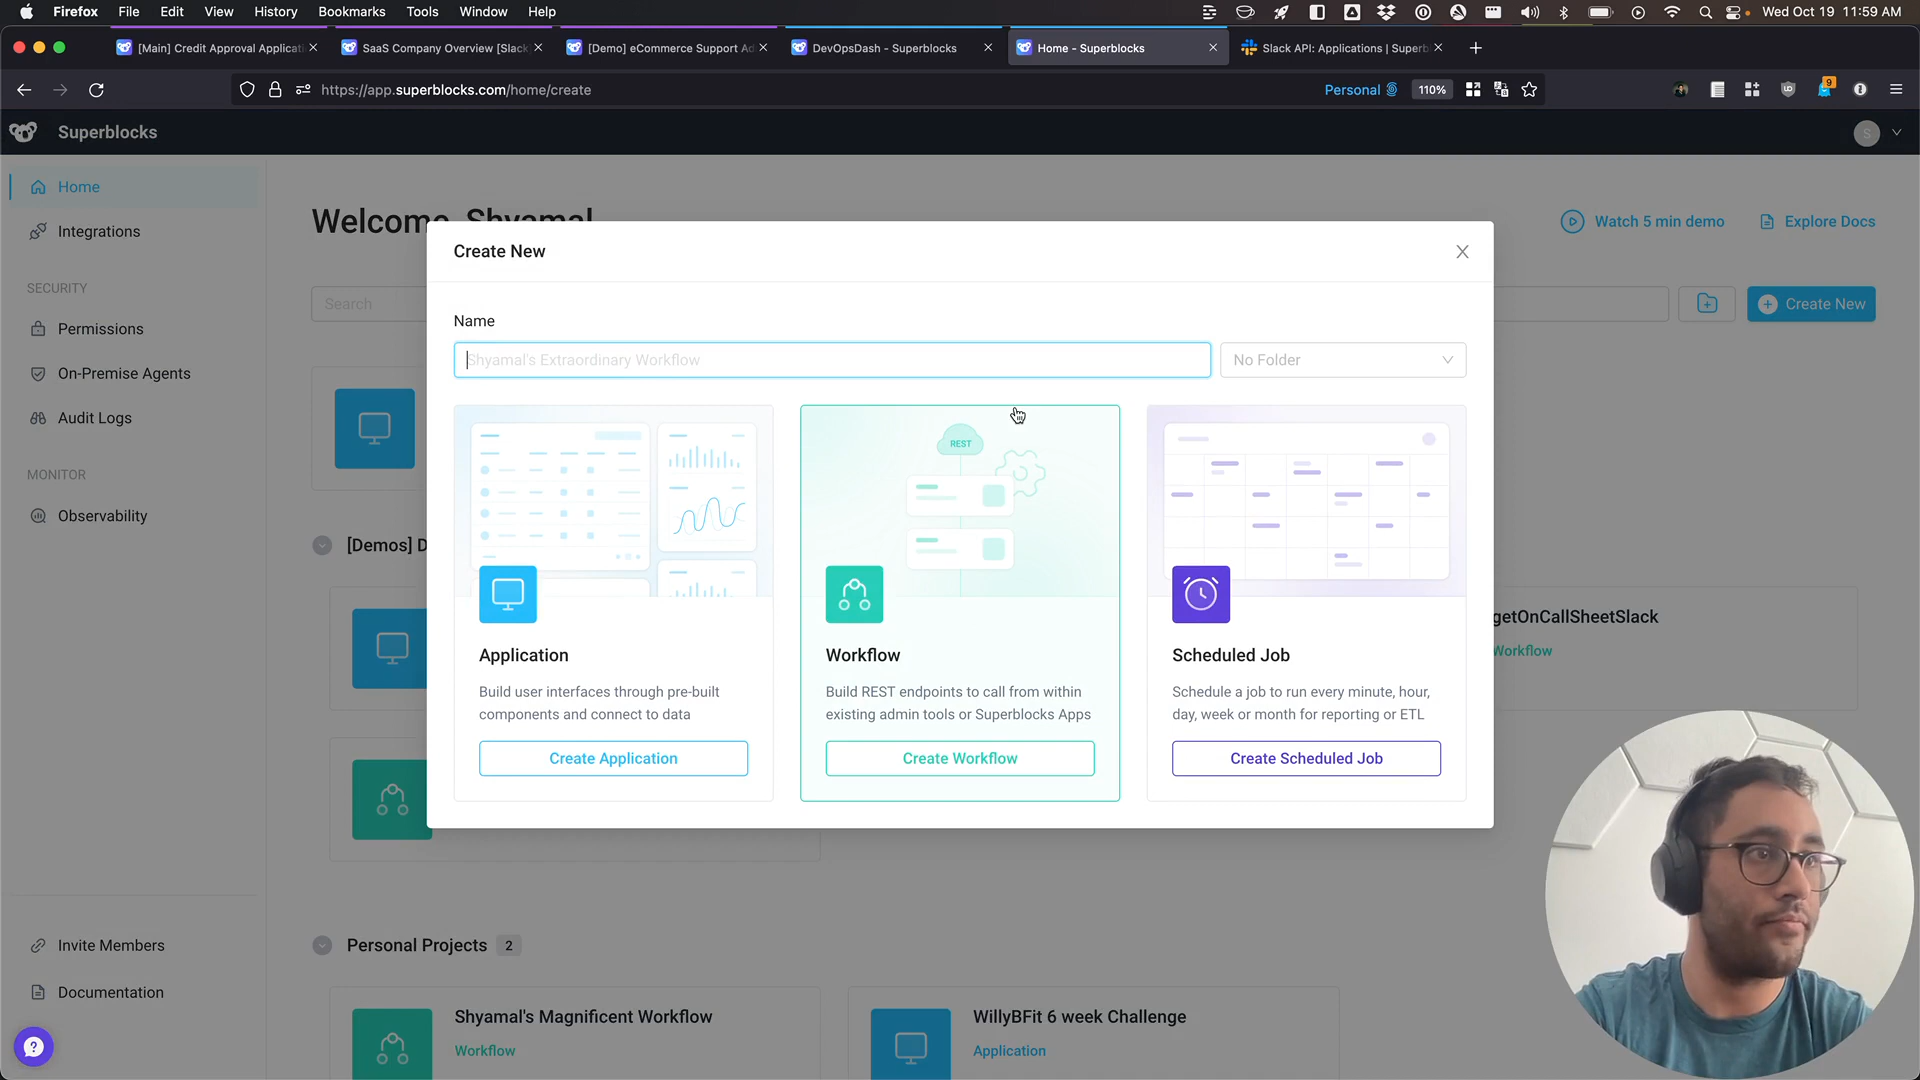 Firefox File Edit View History Bookmarks Tools Window Help Wed Oct 19 11:59 AM
[Main] Credit Approval Applicati SaaS Company Overview [Slack [Demo] eCommerce Support Ad DevOpsDash - Superblocks Home - Superblocks Slack API: Applications | Superb
https://app.superblocks.com/home/create Personal 110% 9
Superblocks S
Home
Integrations
SECURITY
Permissions
On-Premise Agents
Audit Logs
MONITOR
Observability
Invite Members
Documentation
Welcome, Shyamal
Watch 5 min demo Explore Docs
Search
Create New
Create New
Name
Shyamal's Extraordinary Workflow
No Folder
REST
Application
Build user interfaces through pre-built
components and connect to data
Create Application
Workflow
Build REST endpoints to call from within
existing admin tools or Superblocks Apps
Create Workflow
Scheduled Job
Schedule a job to run every minute, hour,
day, week or month for reporting or ETL
Create Scheduled Job
[Demos] D
getOnCallSheetSlack
Workflow
Personal Projects 2
Shyamal's Magnificent Workflow
Workflow
WillyBFit 6 week Challenge
Application